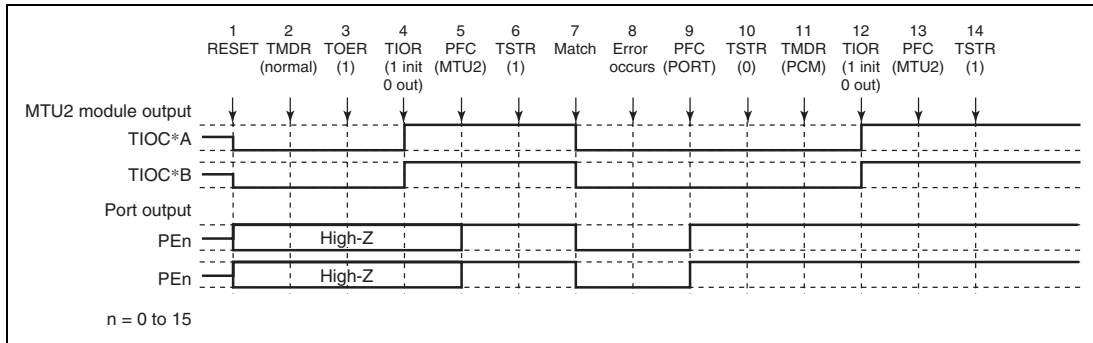 1 2 3 4 5 6 7 8 9 10 11 12 13 14
RESET TMDR TOER TIOR PFC TSTR Match Error PFC TSTR TMDR TIOR PFC TSTR
(normal) (1) (1 init (MTU2) (1) occurs (PORT) (0) (PCM) (1 init (MTU2) (1)
0 out) 0 out)
MTU2 module output
TIOC*A
TIOC*B
Port output
PEn High-Z
PEn High-Z
n = 0 to 15